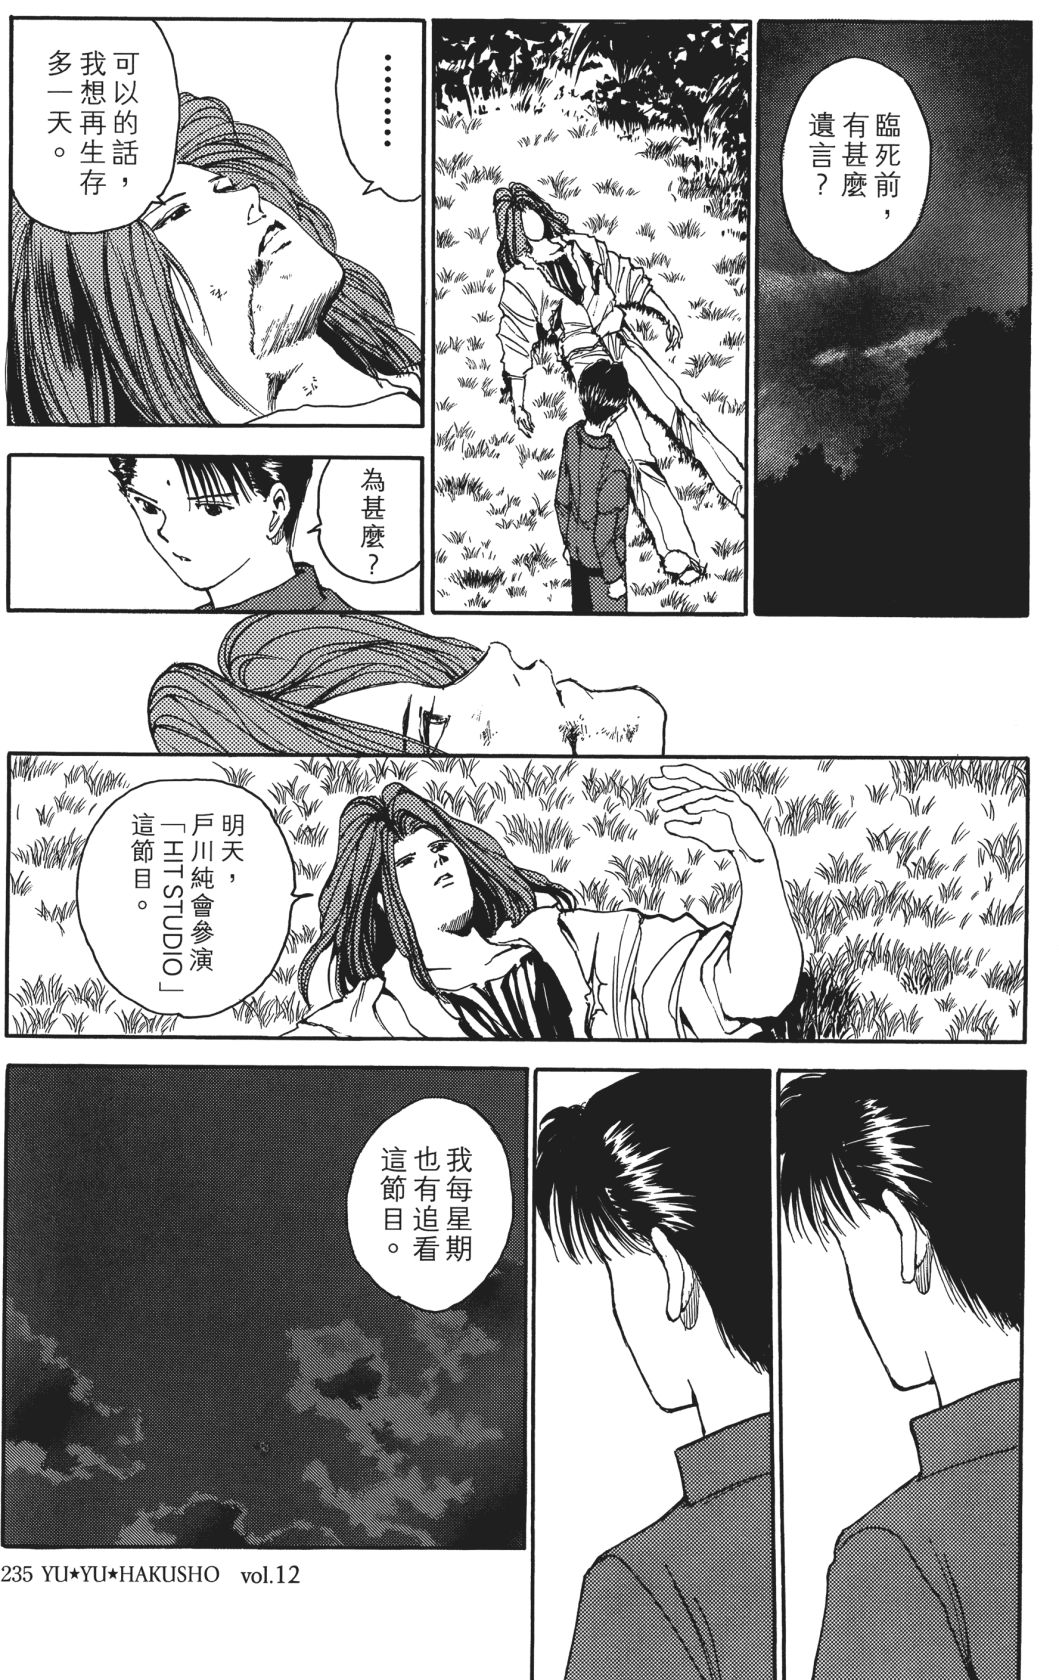 臨死前，
有甚麼
遺言？
………
可以的話，
我想再生存
多一天。
為甚麼？
明天，
戶川純會參演
「HIT STUDIO」
這節目。
我每星期
也有追看
這節目。
235 YU★YU★HAKUSHO vol.12